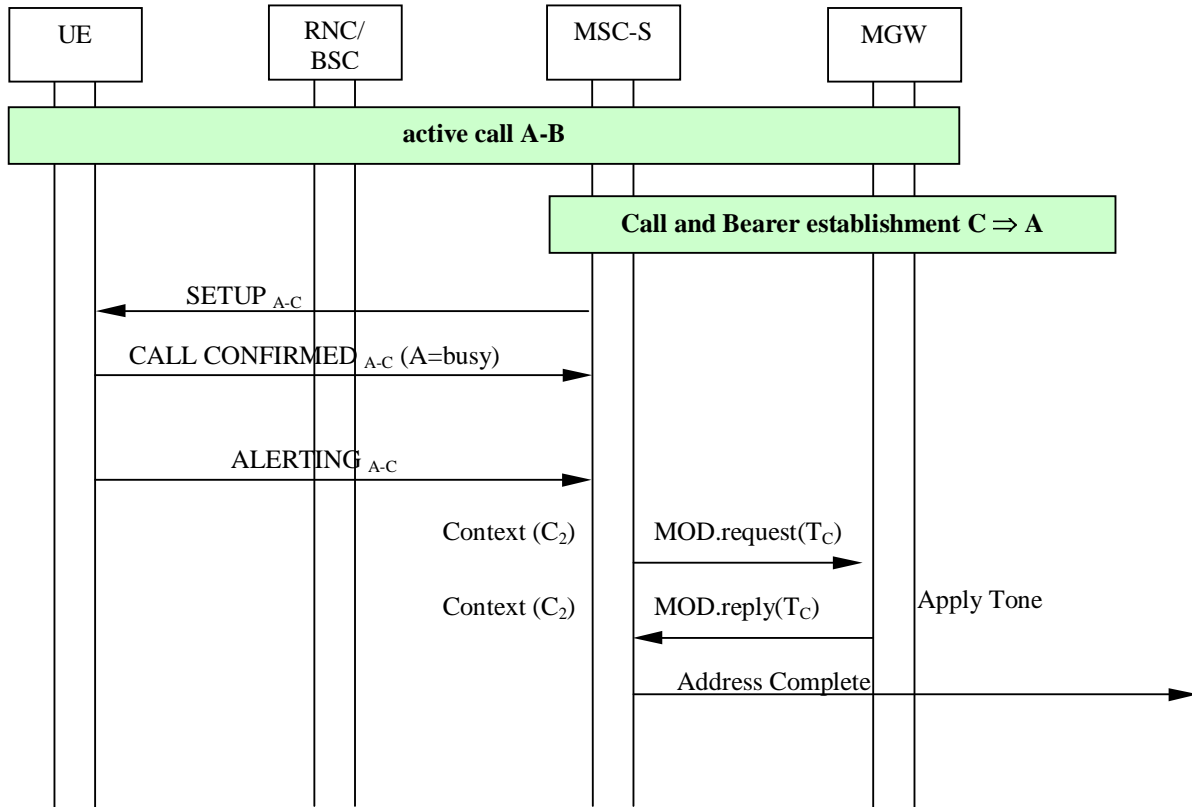 UE
RNC/
BSC
MSC-S
MGW
active call A-B
Call and Bearer establishment C ⇒ A
SETUP A-C
CALL CONFIRMED A-C (A=busy)
ALERTING A-C
Context (C2)
MOD.request(TC)
Context (C2)
MOD.reply(TC)
Apply Tone
Address Complete